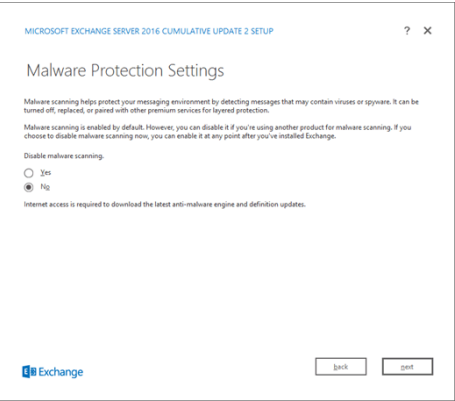 MICROSOFT EXCHANGE SERVER 2016 CUMULATIVE UPDATE 2 SETUP ? ✕
Malware Protection Settings
Malware scanning helps protect your messaging environment by detecting messages that may contain viruses or spyware. It can be
turned off, replaced, or paired with other premium services for layered protection.
Malware scanning is enabled by default. However, you can disable it if you're using another product for malware scanning. If you
choose to disable malware scanning now, you can enable it at any point after you've installed Exchange.
Disable malware scanning.
Yes
No
Internet access is required to download the latest anti-malware engine and definition updates.
E Exchange
back next